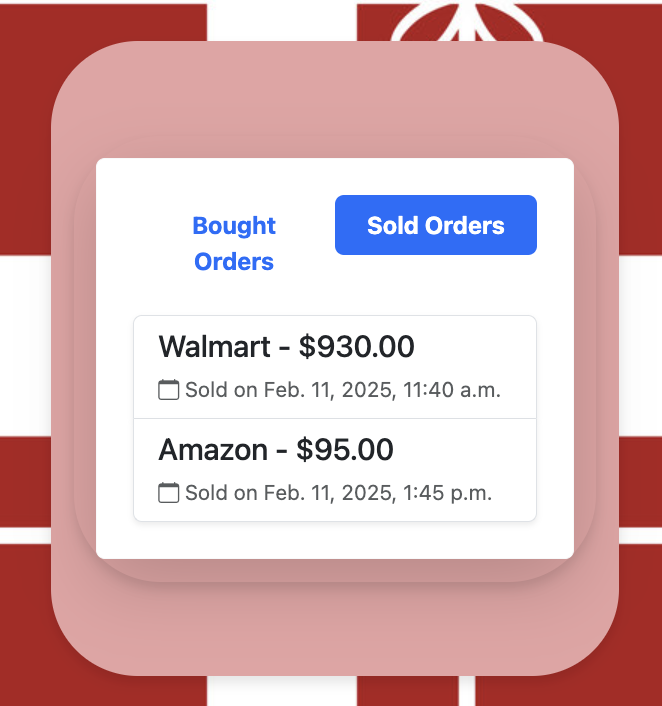 Bought
Orders
Sold Orders
Walmart - $930.00
Sold on Feb. 11, 2025, 11:40 a.m.
Amazon - $95.00
Sold on Feb. 11, 2025, 1:45 p.m.